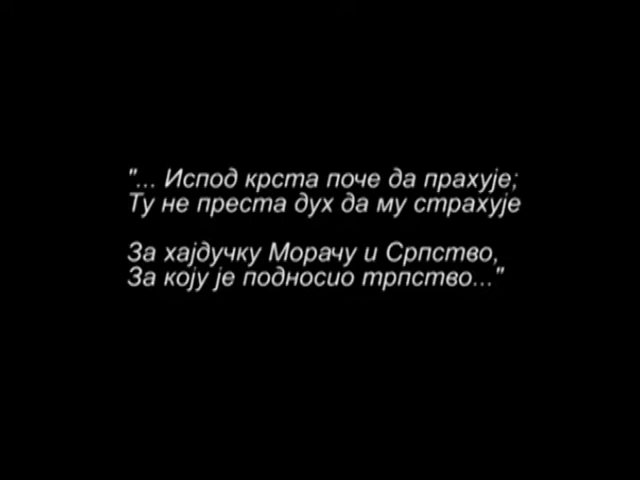 "... Испод крста поче да прахује;
Ту не преста дух да му страхује
За хајдучку Морачу и Српство,
За коју је подносио трпство..."